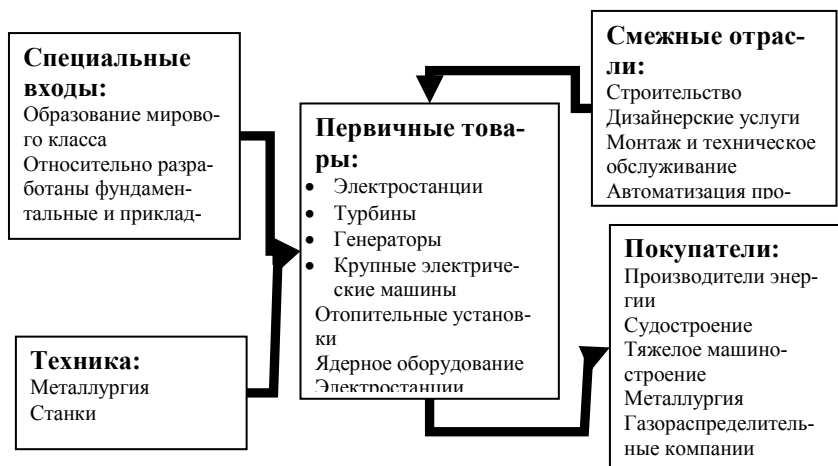 Специальные
входы:
Образование мирово-
го класса
Относительно разра-
ботаны фундамен-
тальные и приклад-
Техника:
Металлургия
Станки
Первичные това-
ры:
• Электростанции
• Турбины
• Генераторы
• Крупные электриче-
ские машины
Отопительные установ-
ки
Ядерное оборудование
Электростанции
Смежные отрас-
ли:
Строительство
Дизайнерские услуги
Монтаж и техническое
обслуживание
Автоматизация про-
Покупатели:
Производители энер-
гии
Судостроение
Тяжелое машино-
строение
Металлургия
Газораспределитель-
ные компании